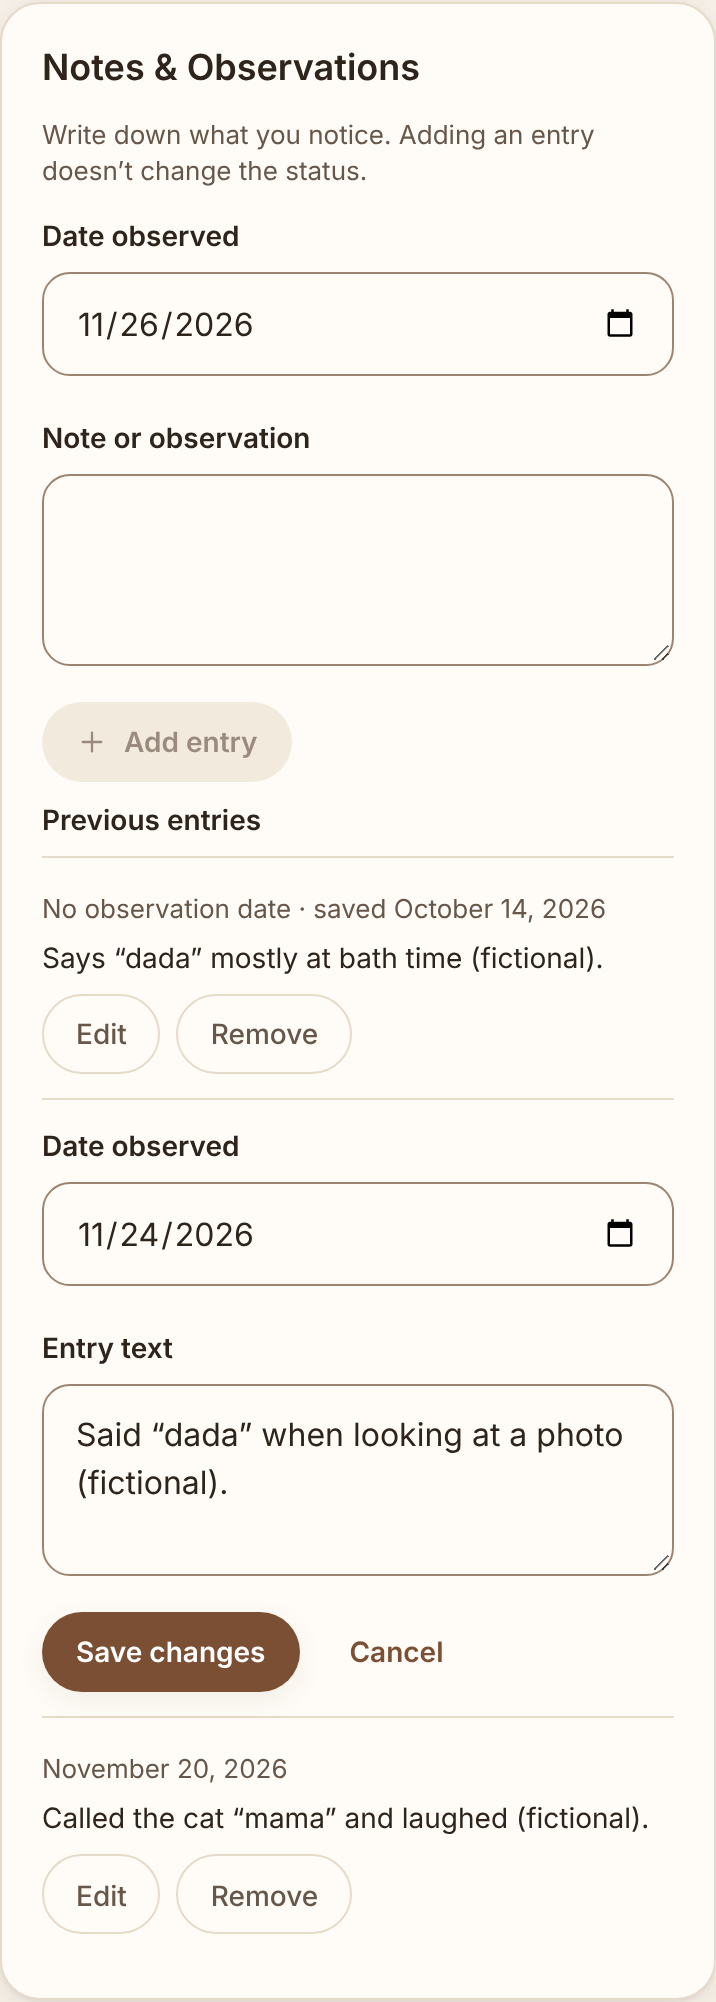 Notes & Observations
Write down what you notice. Adding an entry
doesn’t change the status.
Date observed
11/26/2026
Note or observation
+ Add entry
Previous entries
No observation date · saved October 14, 2026
Says “dada” mostly at bath time (fictional).
Edit Remove
Date observed
11/24/2026
Entry text
Said “dada” when looking at a photo
(fictional).
Save changes Cancel
November 20, 2026
Called the cat “mama” and laughed (fictional).
Edit Remove